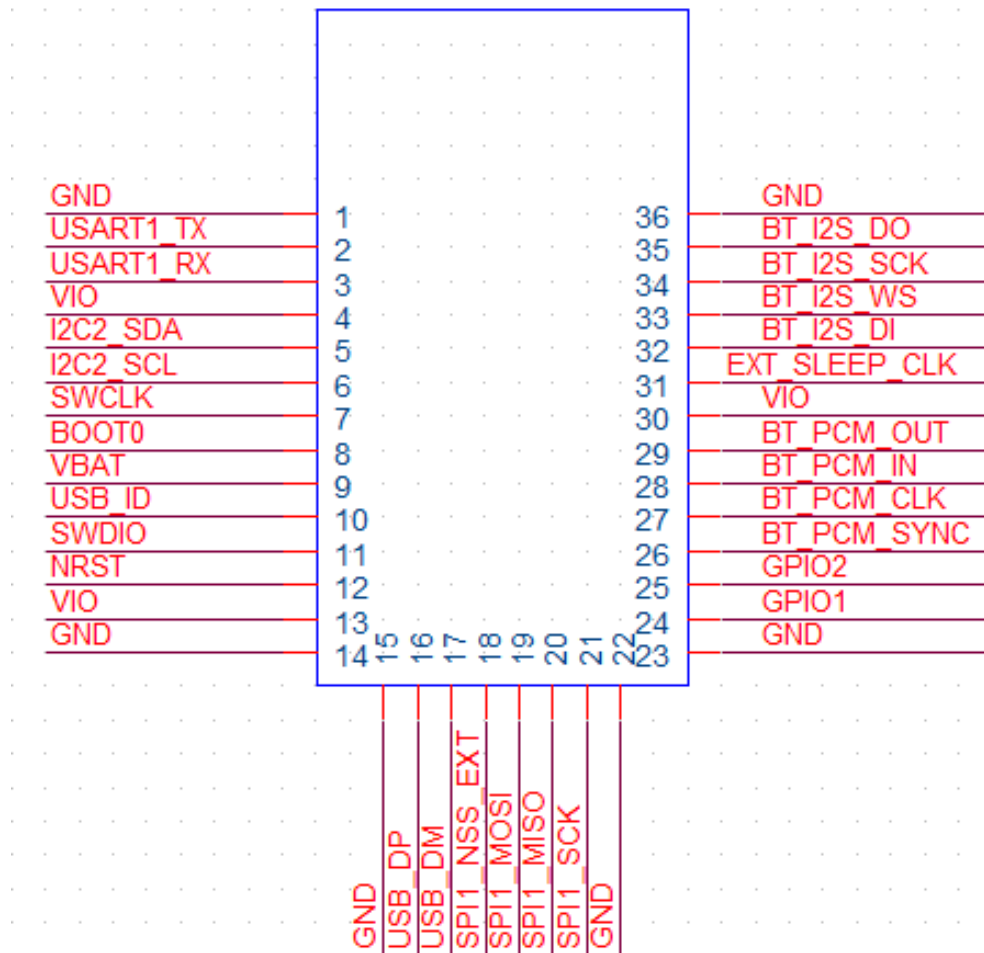 GND 1 36 GND
USART1_TX 2 35 BT_I2S_DO
USART1_RX 3 34 BT_I2S_SCK
VIO 4 33 BT_I2S_WS
I2C2_SDA 5 32 BT_I2S_DI
I2C2_SCL 6 31 EXT_SLEEP_CLK
SWCLK 7 30 VIO
BOOT0 8 29 BT_PCM_OUT
VBAT 9 28 BT_PCM_IN
USB_ID 10 27 BT_PCM_CLK
SWDIO 11 26 BT_PCM_SYNC
NRST 12 25 GPIO2
VIO 13 24 GPIO1
GND 14 23 GND
15 16 17 18 19 20 21 22
GND
USB_DP
USB_DM
SPI1_NSS_EXT
SPI1_MOSI
SPI1_MISO
SPI1_SCK
GND